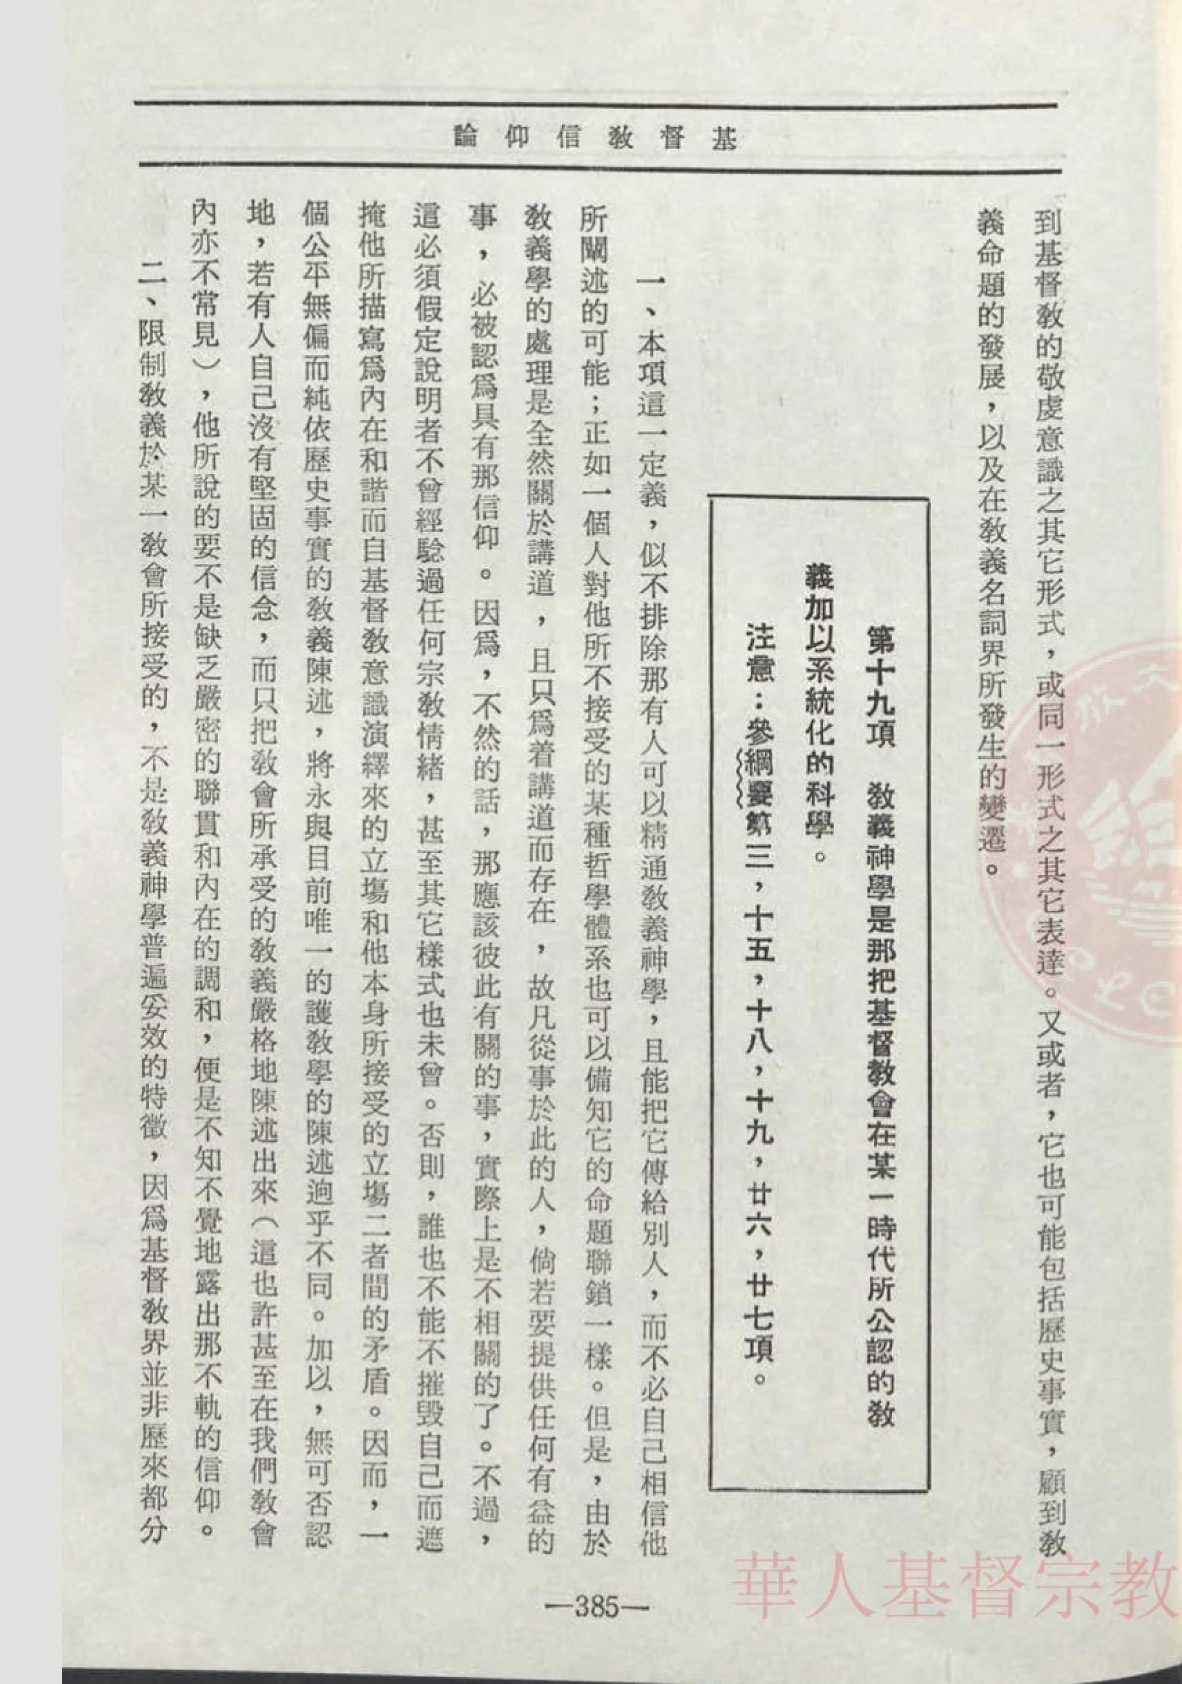 基督教信仰論
到基督教的敬虔意識之其它形式，或同一形式之其它表達。又或者，它也可能包括歷史事實，顧到教
義命題的發展，以及在教義名詞界所發生的變遷。
第十九項　教義神學是那把基督教會在某一時代所公認的教
義加以系統化的科學。
注意：參綱要第三，十五，十八，十九，廿六，廿七項。
一、本項這一定義，似不排除那有人可以精通教義神學，且能把它傳給別人，而不必自己相信他
所闡述的可能；正如一個人對他所不接受的某種哲學體系也可以備知它的命題聯鎖一樣。但是，由於
教義學的處理是全然關於講道，且只爲着講道而存在，故凡從事於此的人，倘若要提供任何有益的
事，必被認爲具有那信仰。因爲，不然的話，那應該彼此有關的事，實際上是不相關的了。不過，
這必須假定說明者不曾經驗過任何宗教情緒，甚至其它樣式也未曾。否則，誰也不能不摧毀自己而遮
掩他所描寫爲內在和諧而自基督教意識演繹來的立場和他本身所接受的立場二者間的矛盾。因而，一
個公平無偏而純依歷史事實的教義陳述，將永與目前唯一的護教學的陳述迥乎不同。加以，無可否認
地，若有人自己沒有堅固的信念，而只把教會所承受的教義嚴格地陳述出來（這也許甚至在我們教會
內亦不常見），他所說的要不是缺乏嚴密的聯貫和內在的調和，便是不知不覺地露出那不軌的信仰。
二、限制教義於某一教會所接受的，不是教義神學普遍妥效的特徵，因爲基督教界並非歷來都分
—385—
華人基督宗教